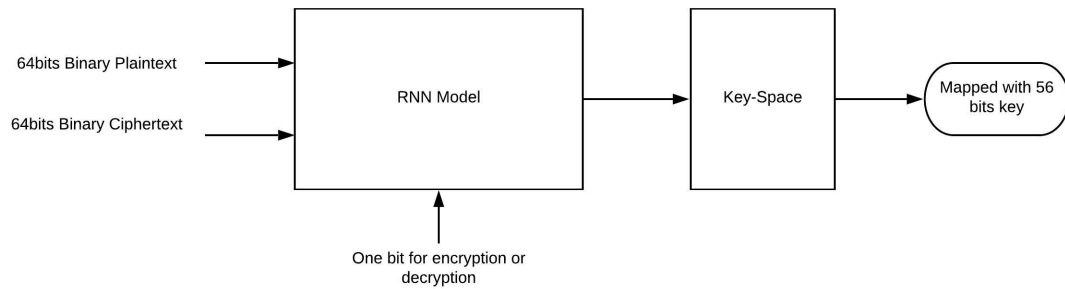 64bits Binary Plaintext
64bits Binary Ciphertext
RNN Model
One bit for encryption or
decryption
Key-Space
Mapped with 56
bits key